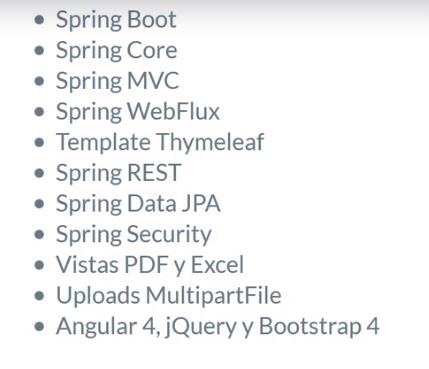 Spring Boot
Spring Core
Spring MVC
Spring WebFlux
Template Thymeleaf
Spring REST
Spring Data JPA
Spring Security
Vistas PDF y Excel
Uploads MultipartFile
Angular 4, jQuery y Bootstrap 4